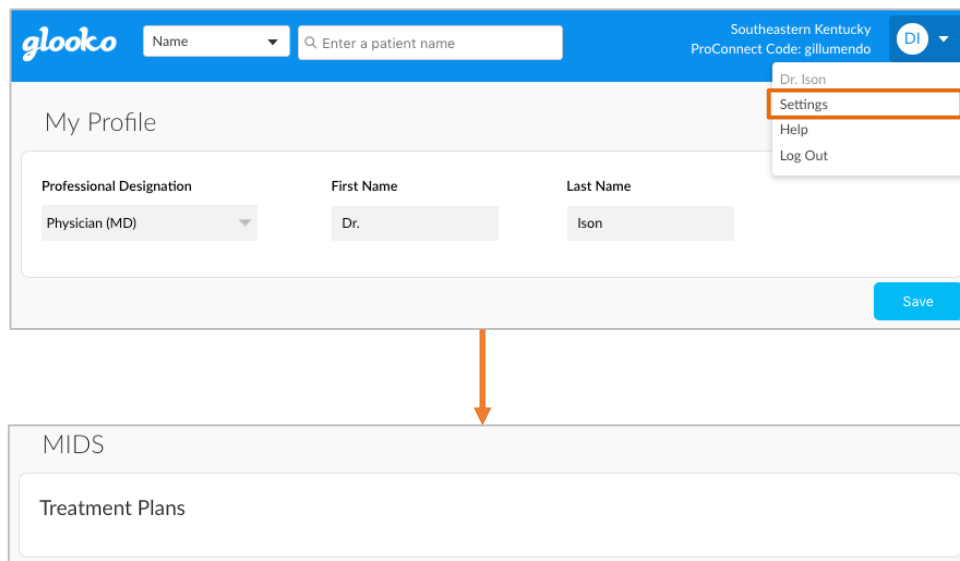 glooko
Name
Enter a patient name
Southeastern Kentucky
ProConnect Code: gillumendo
DI
Dr. Ison
Settings
Help
Log Out
My Profile
Professional Designation
First Name
Last Name
Physician (MD)
Dr.
Ison
Save
MIDS
Treatment Plans